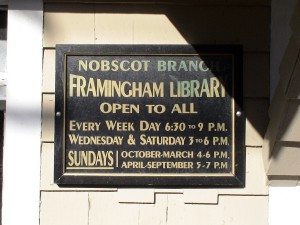 NOBSCOT BRANCH
FRAMINGHAM LIBRARY
OPEN TO ALL
EVERY WEEK DAY 6:30 TO 9 P.M.
WEDNESDAY & SATURDAY 3 TO 6 P.M.
SUNDAYS OCTOBER-MARCH 4-6 P.M.
APRIL-SEPTEMBER 5-7 P.M.